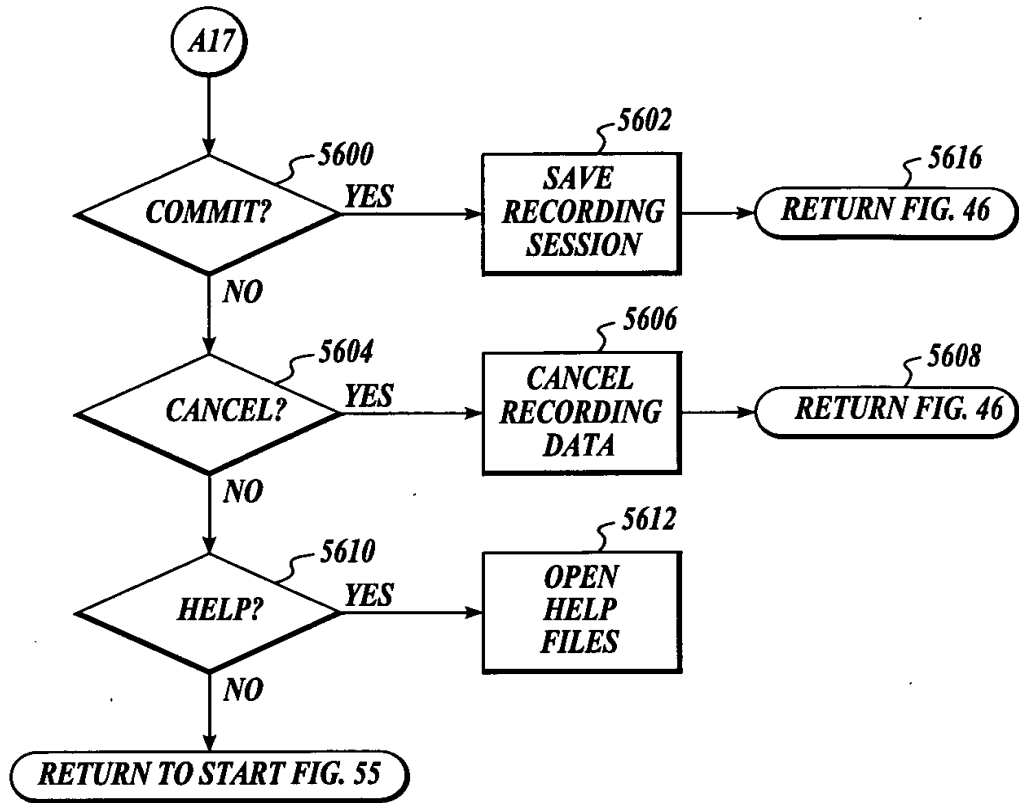 A17
5600
COMMIT?
YES
5602
SAVE
RECORDING
SESSION
5616
RETURN FIG. 46
NO
5604
CANCEL?
YES
5606
CANCEL
RECORDING
DATA
5608
RETURN FIG. 46
NO
5610
HELP?
YES
5612
OPEN
HELP
FILES
NO
RETURN TO START FIG. 55